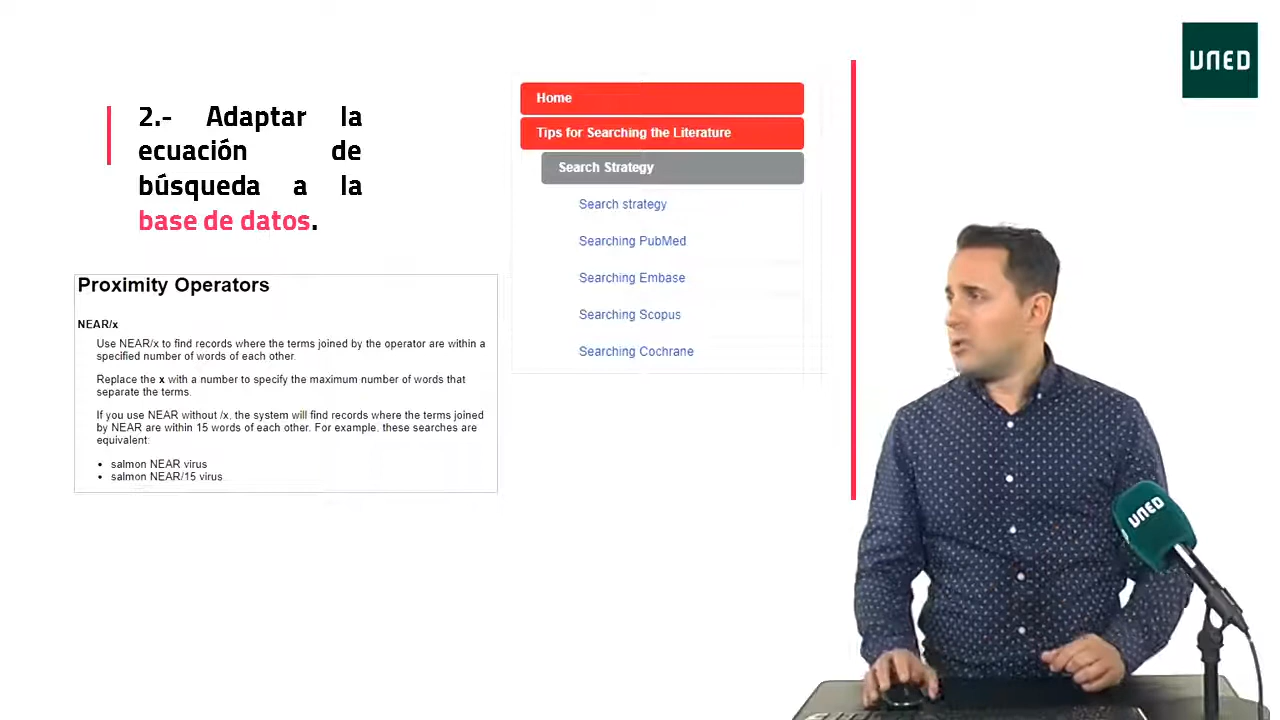 UNED
2.- Adaptar la
ecuación de
búsqueda a la
base de datos.
Home
Tips for Searching the Literature
Search Strategy
Search strategy
Searching PubMed
Searching Embase
Searching Scopus
Searching Cochrane
Proximity Operators
NEAR/x
Use NEAR/x to find records where the terms joined by the operator are within a
specified number of words of each other.
Replace the x with a number to specify the maximum number of words that
separate the terms.
If you use NEAR without /x, the system will find records where the terms joined
by NEAR are within 15 words of each other. For example, these searches are
equivalent:
• salmon NEAR virus
• salmon NEAR/15 virus
UNED